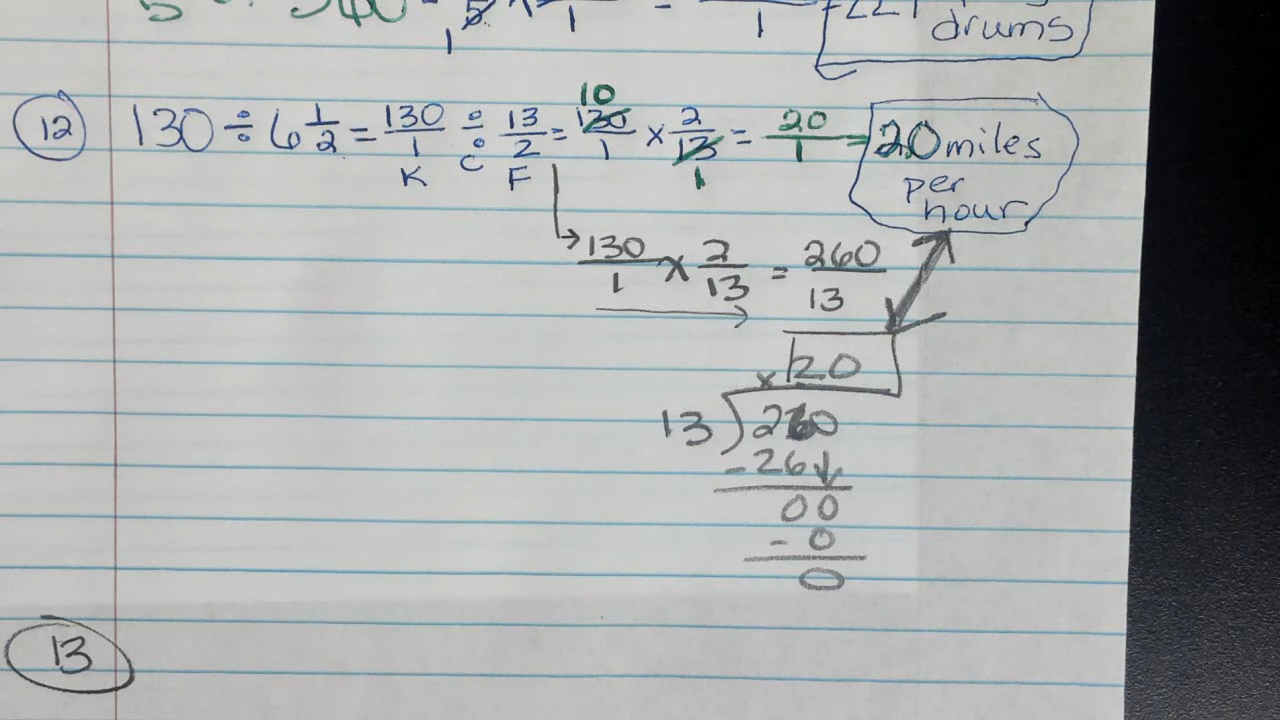 drums
12 130 ÷ 6 1/2 = 130/1 ÷ 13/2 = 130/1 × 2/13 = 20/1 = 20 miles
10
K C F 1 per
hour
130/1 × 2/13 = 260/13
× 20
13 ) 260
- 26 ↓
00
- 0
0
13